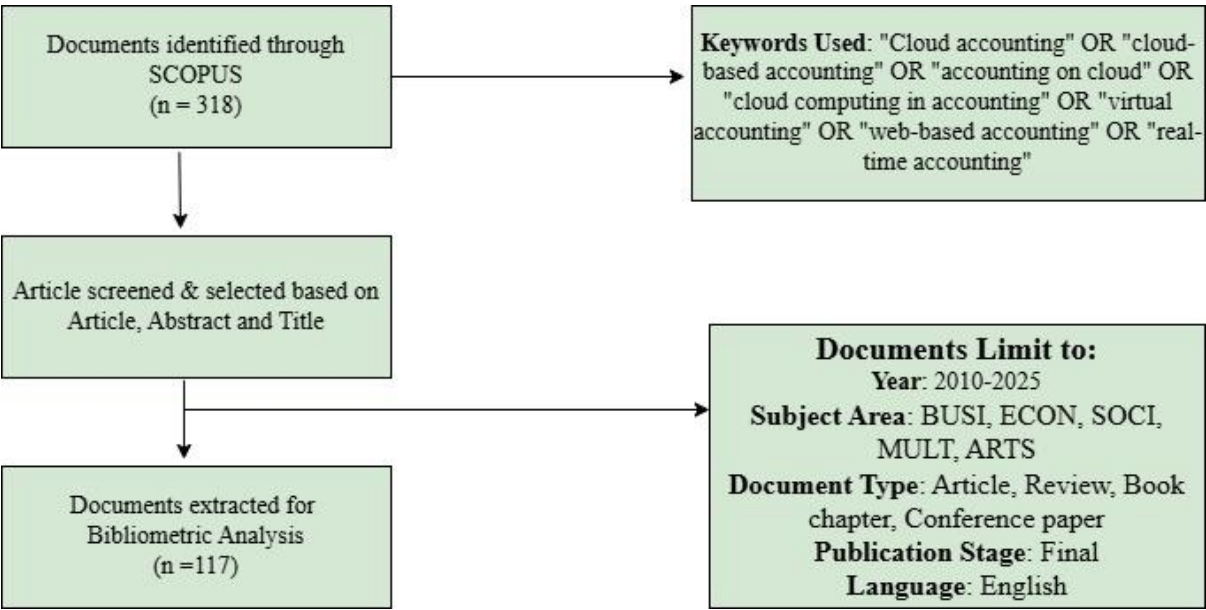 Documents identified through
SCOPUS
(n = 318)
Keywords Used: "Cloud accounting" OR "cloud-
based accounting" OR "accounting on cloud" OR
"cloud computing in accounting" OR "virtual
accounting" OR "web-based accounting" OR "real-
time accounting"
Article screened & selected based on
Article, Abstract and Title
Documents Limit to:
Year: 2010-2025
Subject Area: BUSI, ECON, SOCI,
MULT, ARTS
Document Type: Article, Review, Book
chapter, Conference paper
Publication Stage: Final
Language: English
Documents extracted for
Bibliometric Analysis
(n =117)